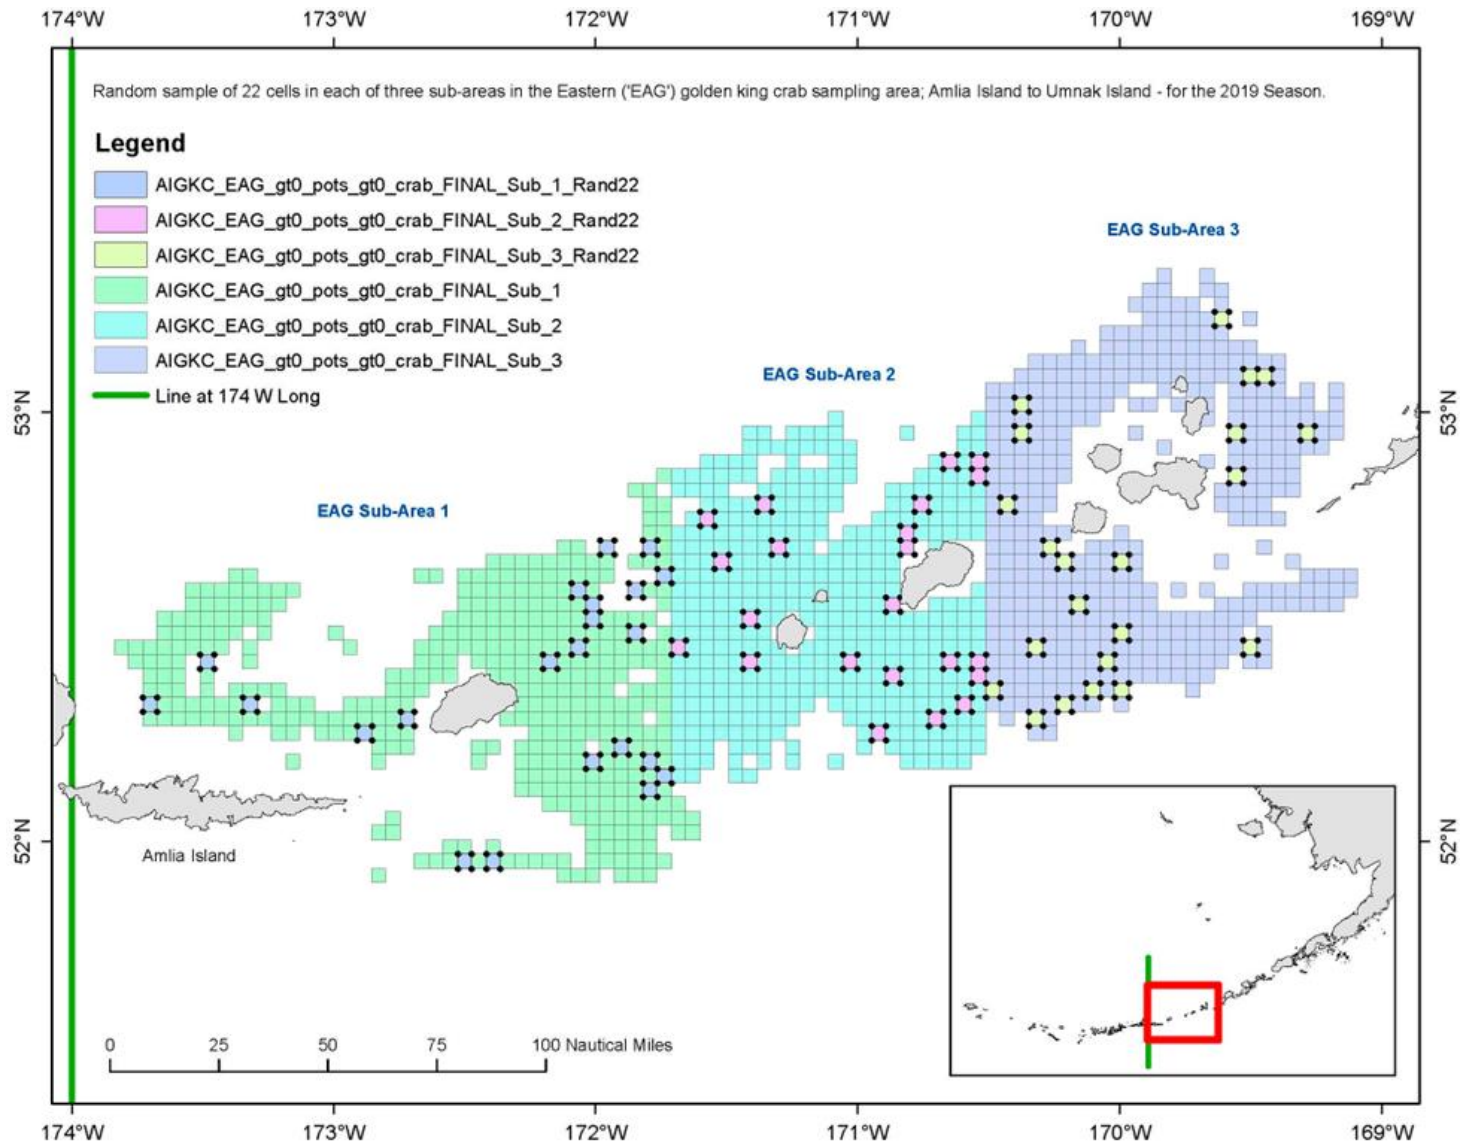 174°W 173°W 172°W 171°W 170°W 169°W
Random sample of 22 cells in each of three sub-areas in the Eastern ('EAG') golden king crab sampling area; Amlia Island to Umnak Island - for the 2019 Season.
Legend
AIGKC_EAG_gt0_pots_gt0_crab_FINAL_Sub_1_Rand22
AIGKC_EAG_gt0_pots_gt0_crab_FINAL_Sub_2_Rand22
AIGKC_EAG_gt0_pots_gt0_crab_FINAL_Sub_3_Rand22
AIGKC_EAG_gt0_pots_gt0_crab_FINAL_Sub_1
AIGKC_EAG_gt0_pots_gt0_crab_FINAL_Sub_2
AIGKC_EAG_gt0_pots_gt0_crab_FINAL_Sub_3
Line at 174 W Long
EAG Sub-Area 3
EAG Sub-Area 2
53°N 53°N
EAG Sub-Area 1
52°N 52°N
Amlia Island
0 25 50 75 100 Nautical Miles
174°W 173°W 172°W 171°W 170°W 169°W